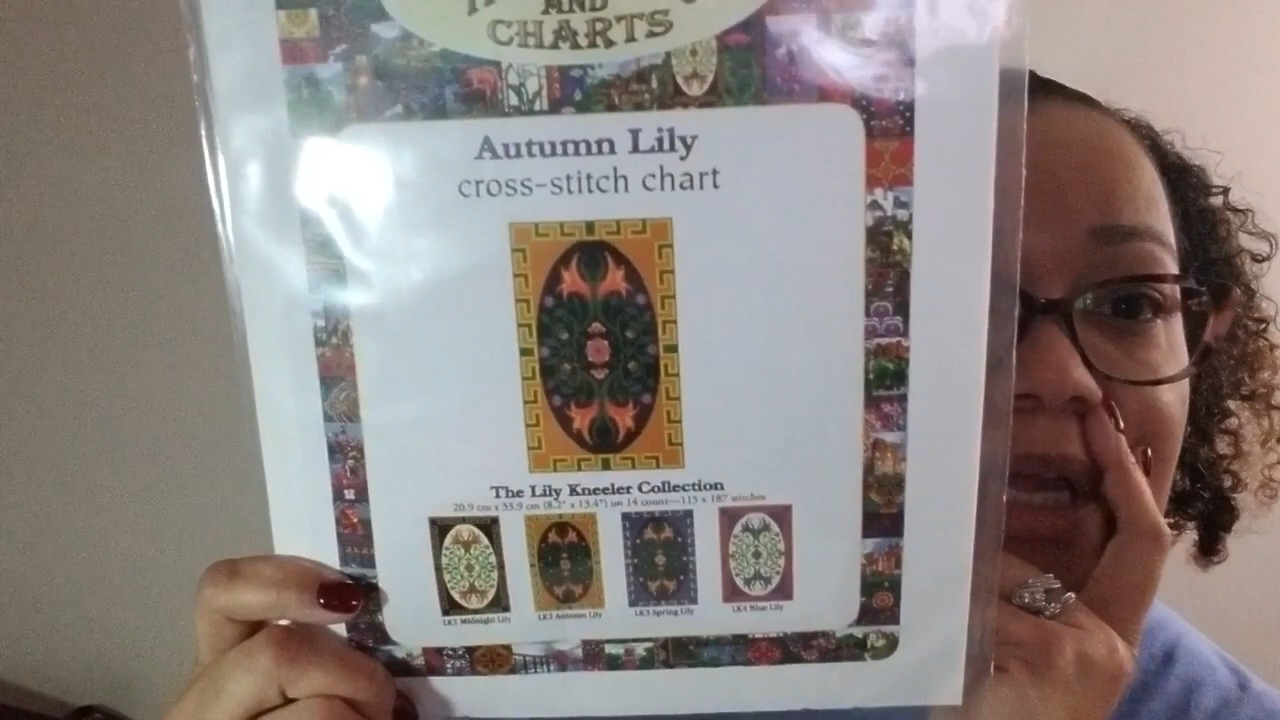 AND
CHARTS
Autumn Lily
cross-stitch chart
The Lily Kneeler Collection
20.9 cm x 33.9 cm (8.2" x 13.4") on 14 count—115 x 187 stitches
LK1 Midnight Lily
LK2 Autumn Lily
LK3 Spring Lily
LK4 Blue Lily